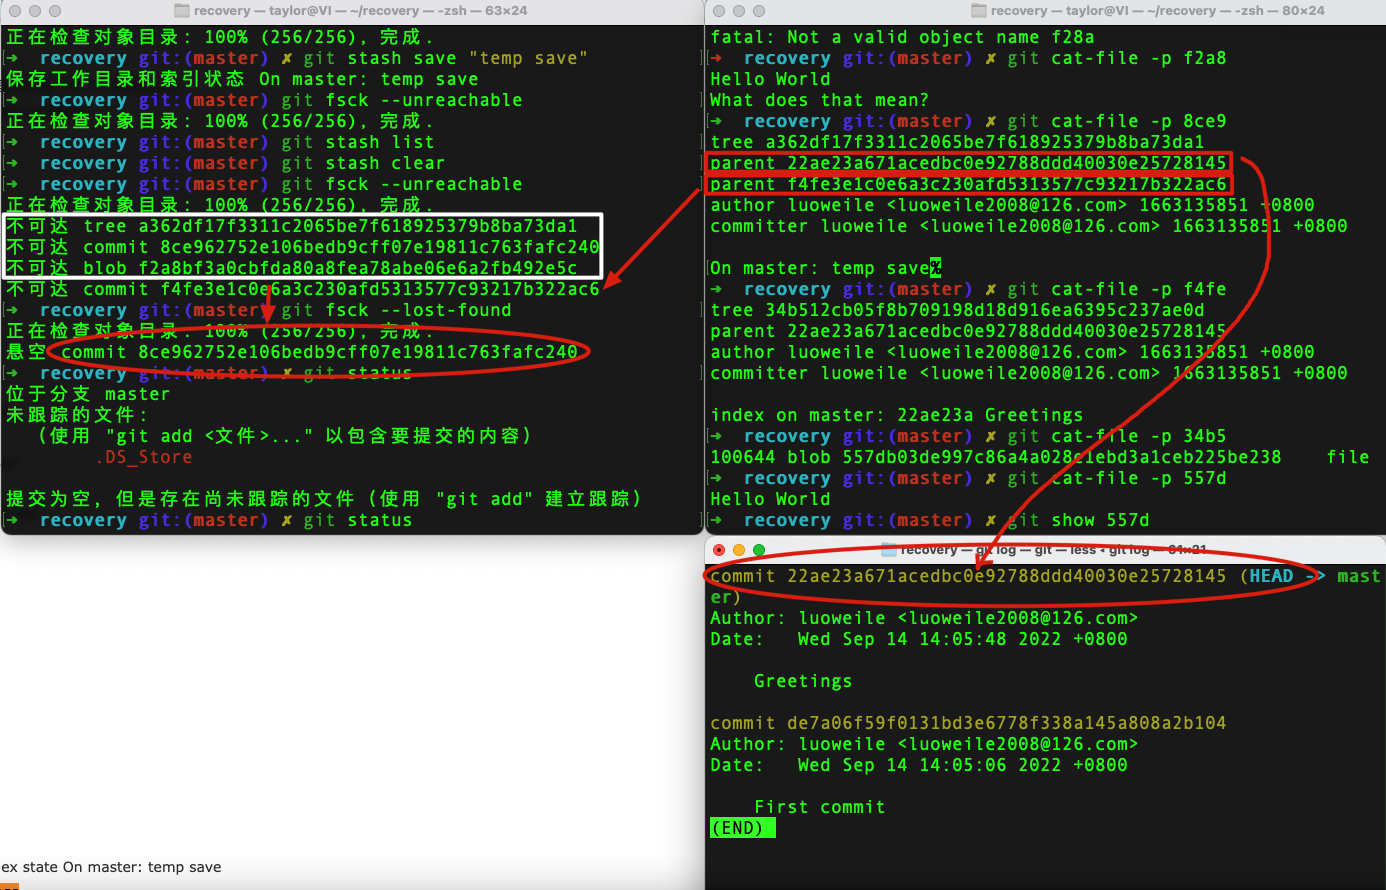 recovery — taylor@VI — ~/recovery — -zsh — 63×24
正在检查对象目录: 100% (256/256), 完成.
➜  recovery git:(master) ✗ git stash save "temp save"
保存工作目录和索引状态 On master: temp save
➜  recovery git:(master) git fsck --unreachable
正在检查对象目录: 100% (256/256), 完成.
➜  recovery git:(master) git stash list
➜  recovery git:(master) git stash clear
➜  recovery git:(master) git fsck --unreachable
正在检查对象目录: 100% (256/256), 完成.
不可达 tree a362df17f3311c2065be7f618925379b8ba73da1
不可达 commit 8ce962752e106bedb9cff07e19811c763fafc240
不可达 blob f2a8bf3a0cbfda80a8fea78abe06e6a2fb492e5c
不可达 commit f4fe3e1c0e6a3c230afd5313577c93217b322ac6
➜  recovery git:(master) git fsck --lost-found
正在检查对象目录: 100% (256/256), 完成.
悬空 commit 8ce962752e106bedb9cff07e19811c763fafc240
➜  recovery git:(master) ✗ git status
位于分支 master
未跟踪的文件:
（使用 "git add <文件>..." 以包含要提交的内容）
.DS_Store
提交为空，但是存在尚未跟踪的文件（使用 "git add" 建立跟踪）
➜  recovery git:(master) ✗ git status
recovery — taylor@VI — ~/recovery — -zsh — 80×24
fatal: Not a valid object name f28a
➜  recovery git:(master) ✗ git cat-file -p f2a8
Hello World
What does that mean?
➜  recovery git:(master) ✗ git cat-file -p 8ce9
tree a362df17f3311c2065be7f618925379b8ba73da1
parent 22ae23a671acedbc0e92788ddd40030e25728145
parent f4fe3e1c0e6a3c230afd5313577c93217b322ac6
author luoweile <luoweile2008@126.com> 1663135851 +0800
committer luoweile <luoweile2008@126.com> 1663135851 +0800
On master: temp save%
➜  recovery git:(master) ✗ git cat-file -p f4fe
tree 34b512cb05f8b709198d18d916ea6395c237ae0d
parent 22ae23a671acedbc0e92788ddd40030e25728145
author luoweile <luoweile2008@126.com> 1663135851 +0800
committer luoweile <luoweile2008@126.com> 1663135851 +0800
index on master: 22ae23a Greetings
➜  recovery git:(master) ✗ git cat-file -p 34b5
100644 blob 557db03de997c86a4a028e1ebd3a1ceb225be238    file
➜  recovery git:(master) ✗ git cat-file -p 557d
Hello World
➜  recovery git:(master) ✗ git show 557d
recovery — git log — git — less ◂ git log — 61×21
commit 22ae23a671acedbc0e92788ddd40030e25728145 (HEAD -> mast
er)
Author: luoweile <luoweile2008@126.com>
Date:   Wed Sep 14 14:05:48 2022 +0800
Greetings
commit de7a06f59f0131bd3e6778f338a145a808a2b104
Author: luoweile <luoweile2008@126.com>
Date:   Wed Sep 14 14:05:06 2022 +0800
First commit
(END)
ex state On master: temp save